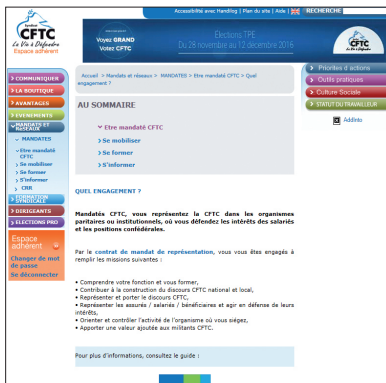 Accessibilité avec Handilog | Plan du site | Aide |
RECHERCHE
CFTC
La Vie à Défendre
Espace adhérent
Voyez GRAND
Votez CFTC
Elections TPE
Du 28 novembre au 12 décembre 2016
CFTC
La Vie à Défendre
COMMUNIQUER
LA BOUTIQUE
AVANTAGES
ÉVÈNEMENTS
MANDATS ET
RÉSEAUX
MANDATES
Etre mandaté
CFTC
Se mobiliser
Se former
S'informer
CRR
FORMATION
SYNDICALE
DIRIGEANTS
ELECTIONS PRO
Espace
adhérent
Changer de mot
de passe
Se déconnecter
Accueil > Mandats et réseaux > MANDATES > Etre mandaté CFTC > Quel
engagement ?
AU SOMMAIRE
Etre mandaté CFTC
Se mobiliser
Se former
S'informer
QUEL ENGAGEMENT ?
Mandatés CFTC, vous représentez la CFTC dans les organismes
paritaires ou institutionnels, où vous défendez les intérêts des salariés
et les positions confédérales.
Par le contrat de mandat de représentation, vous vous êtes engagés à
remplir les missions suivantes :
• Comprendre votre fonction et vous former,
• Contribuer à la construction du discours CFTC national et local,
• Représenter et porter le discours CFTC,
• Représenter les assurés / salariés / bénéficiaires et agir en défense de leurs
intérêts,
• Orienter et contrôler l'activité de l'organisme où vous siégez,
• Apporter une valeur ajoutée aux militants CFTC.
Pour plus d'informations, consultez le guide :
Priorites d actions
Outils pratiques
Culture Sociale
STATUT DU TRAVAILLEUR
AddInfo